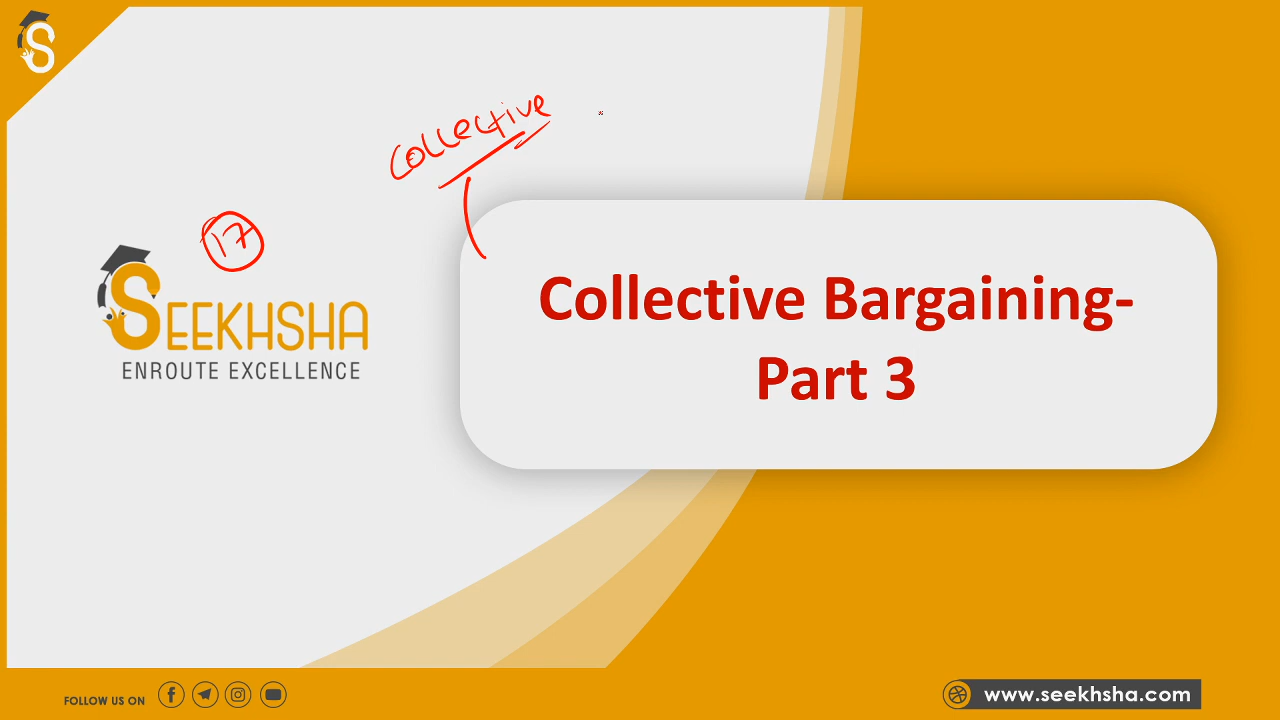 collective
17
SEEKHSHA
ENROUTE EXCELLENCE
Collective Bargaining-
Part 3
FOLLOW US ON
www.seekhsha.com